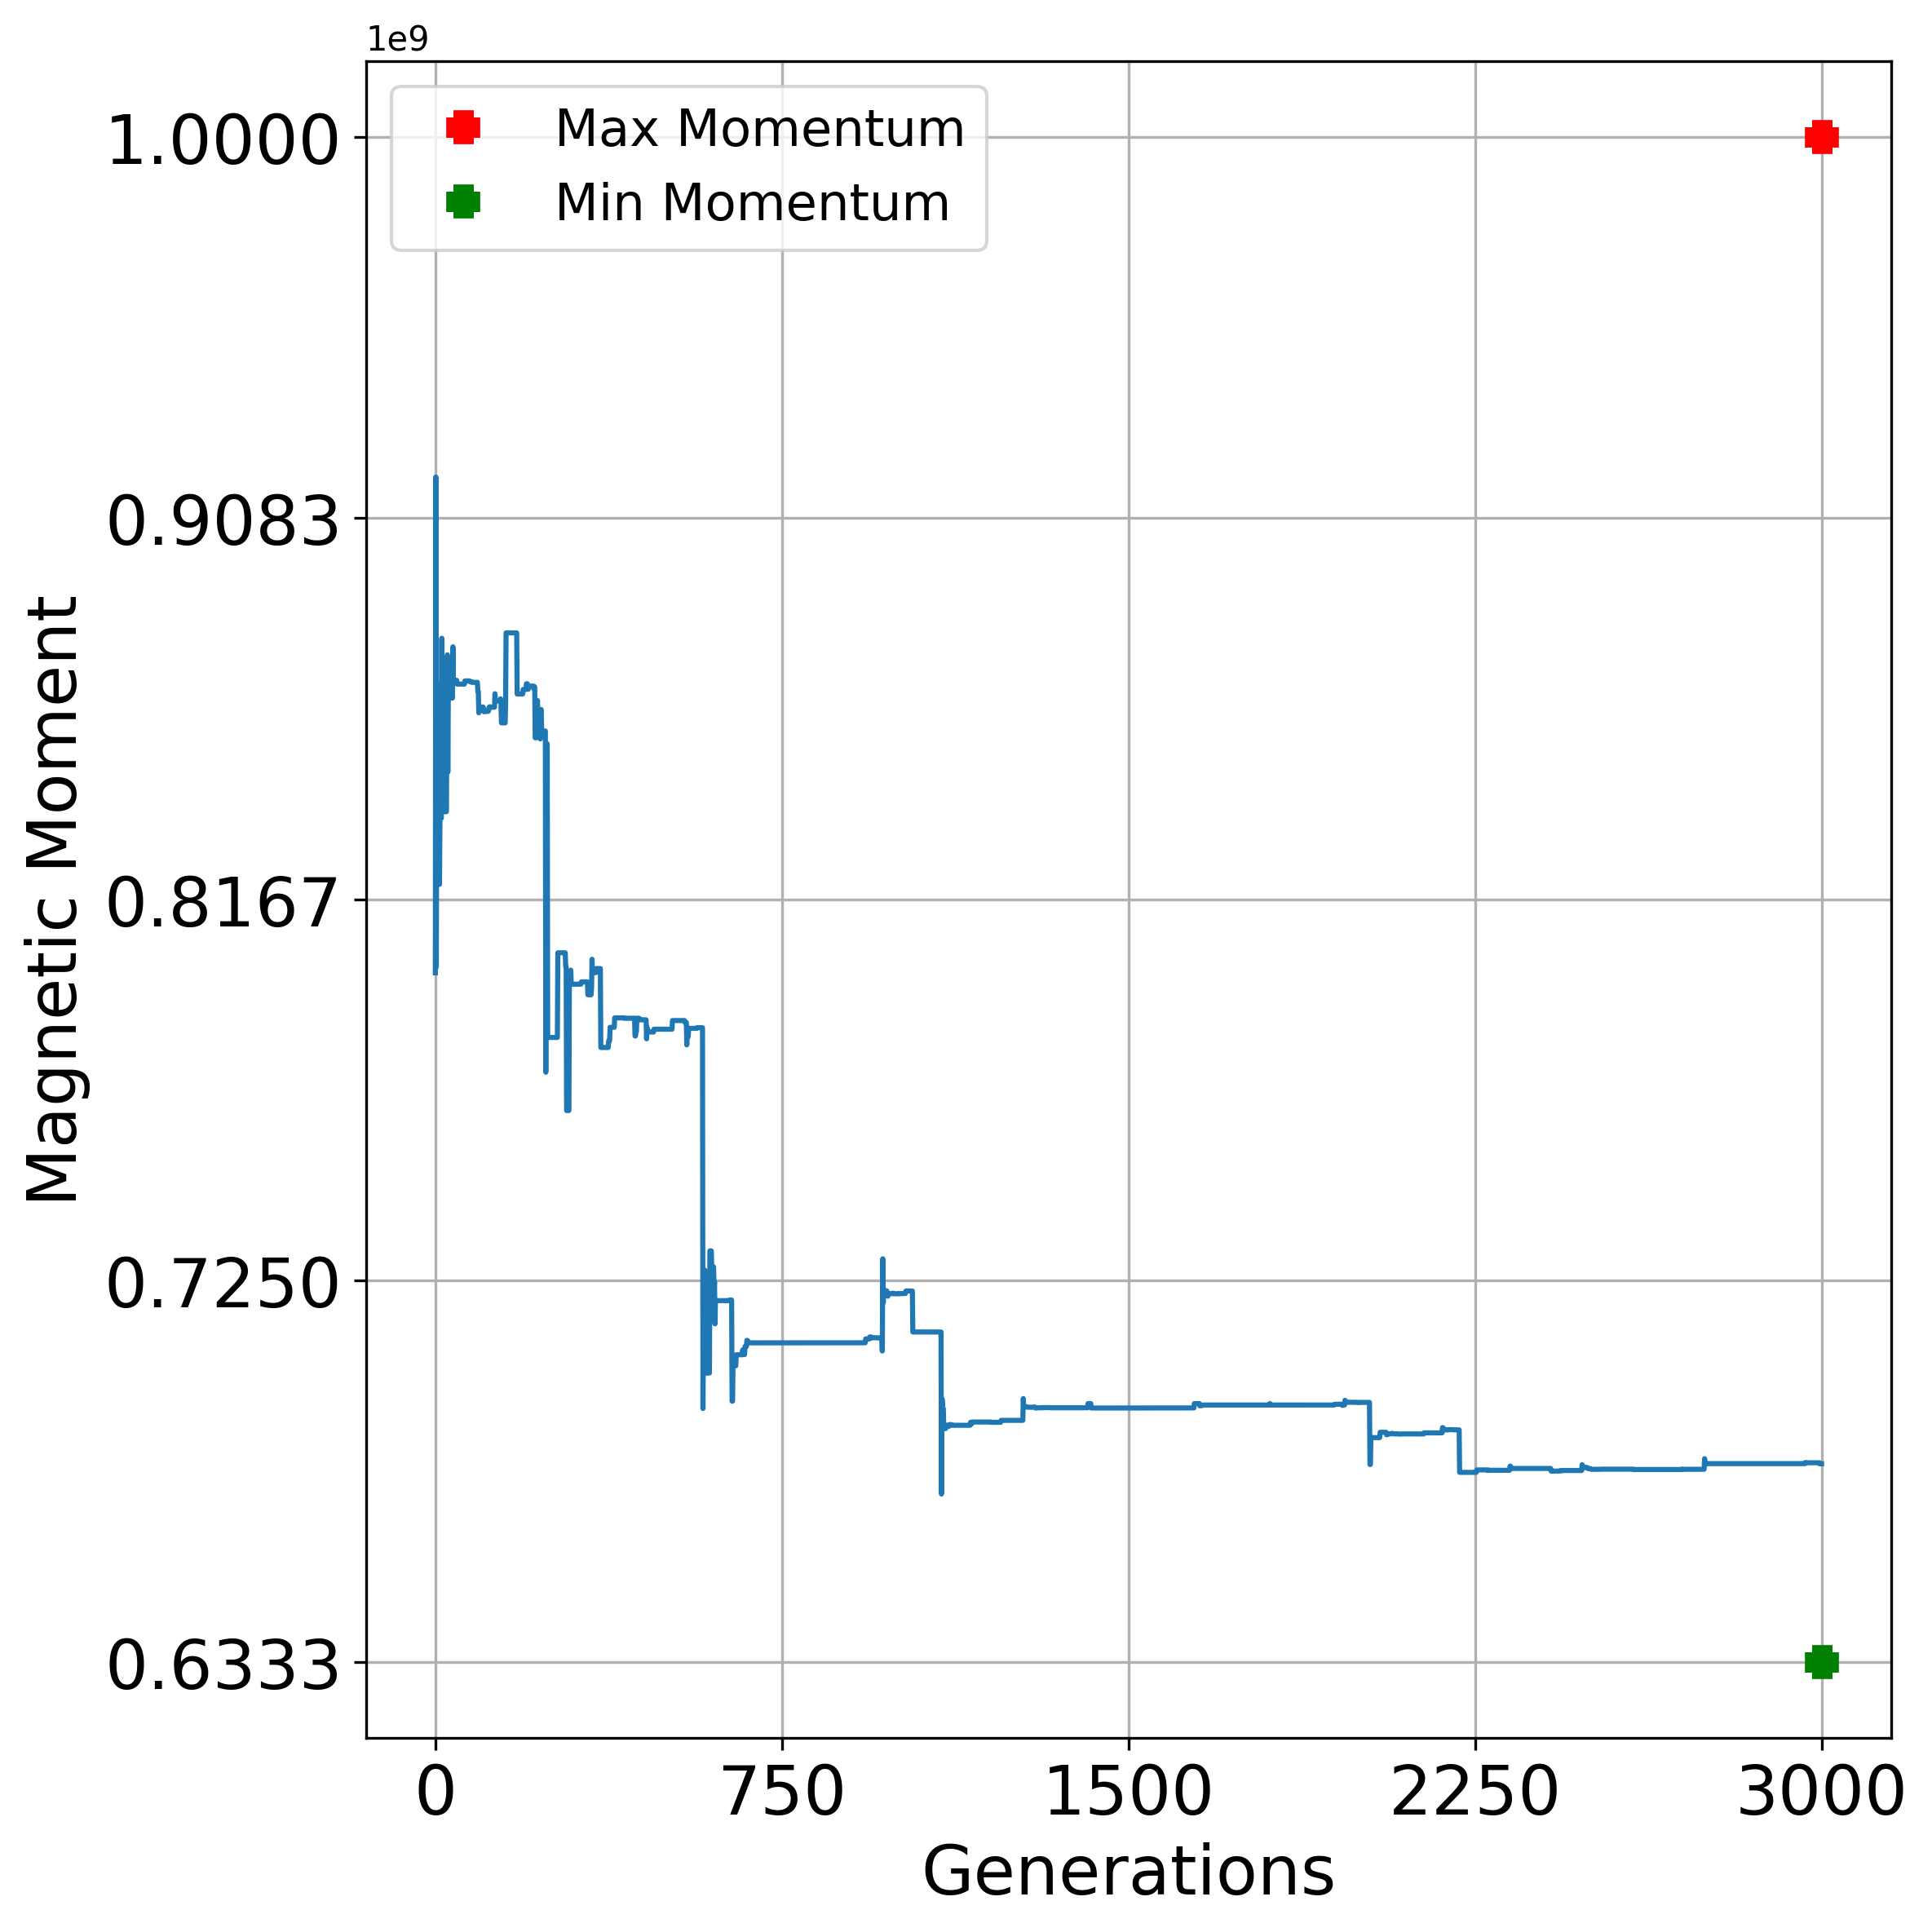 1e9
1.0000
0.9083
0.8167
0.7250
0.6333
Magnetic Moment
Max Momentum
Min Momentum
0 750 1500 2250 3000
Generations